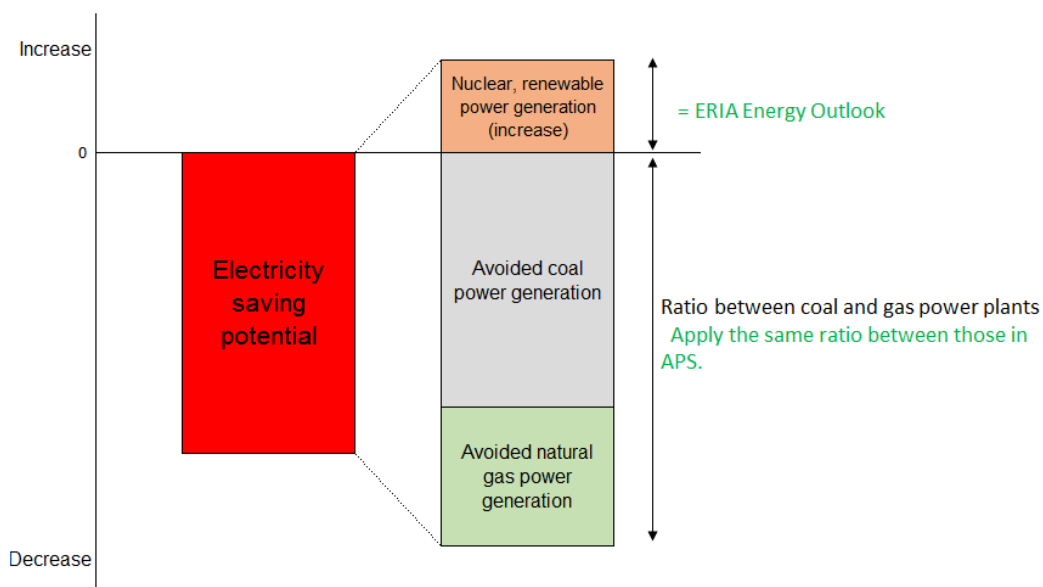 Increase
Nuclear, renewable
power generation
(increase)
= ERIA Energy Outlook
0
Electricity
saving
potential
Avoided coal
power generation
Ratio between coal and gas power plants
Apply the same ratio between those in
APS.
Avoided natural
gas power
generation
Decrease